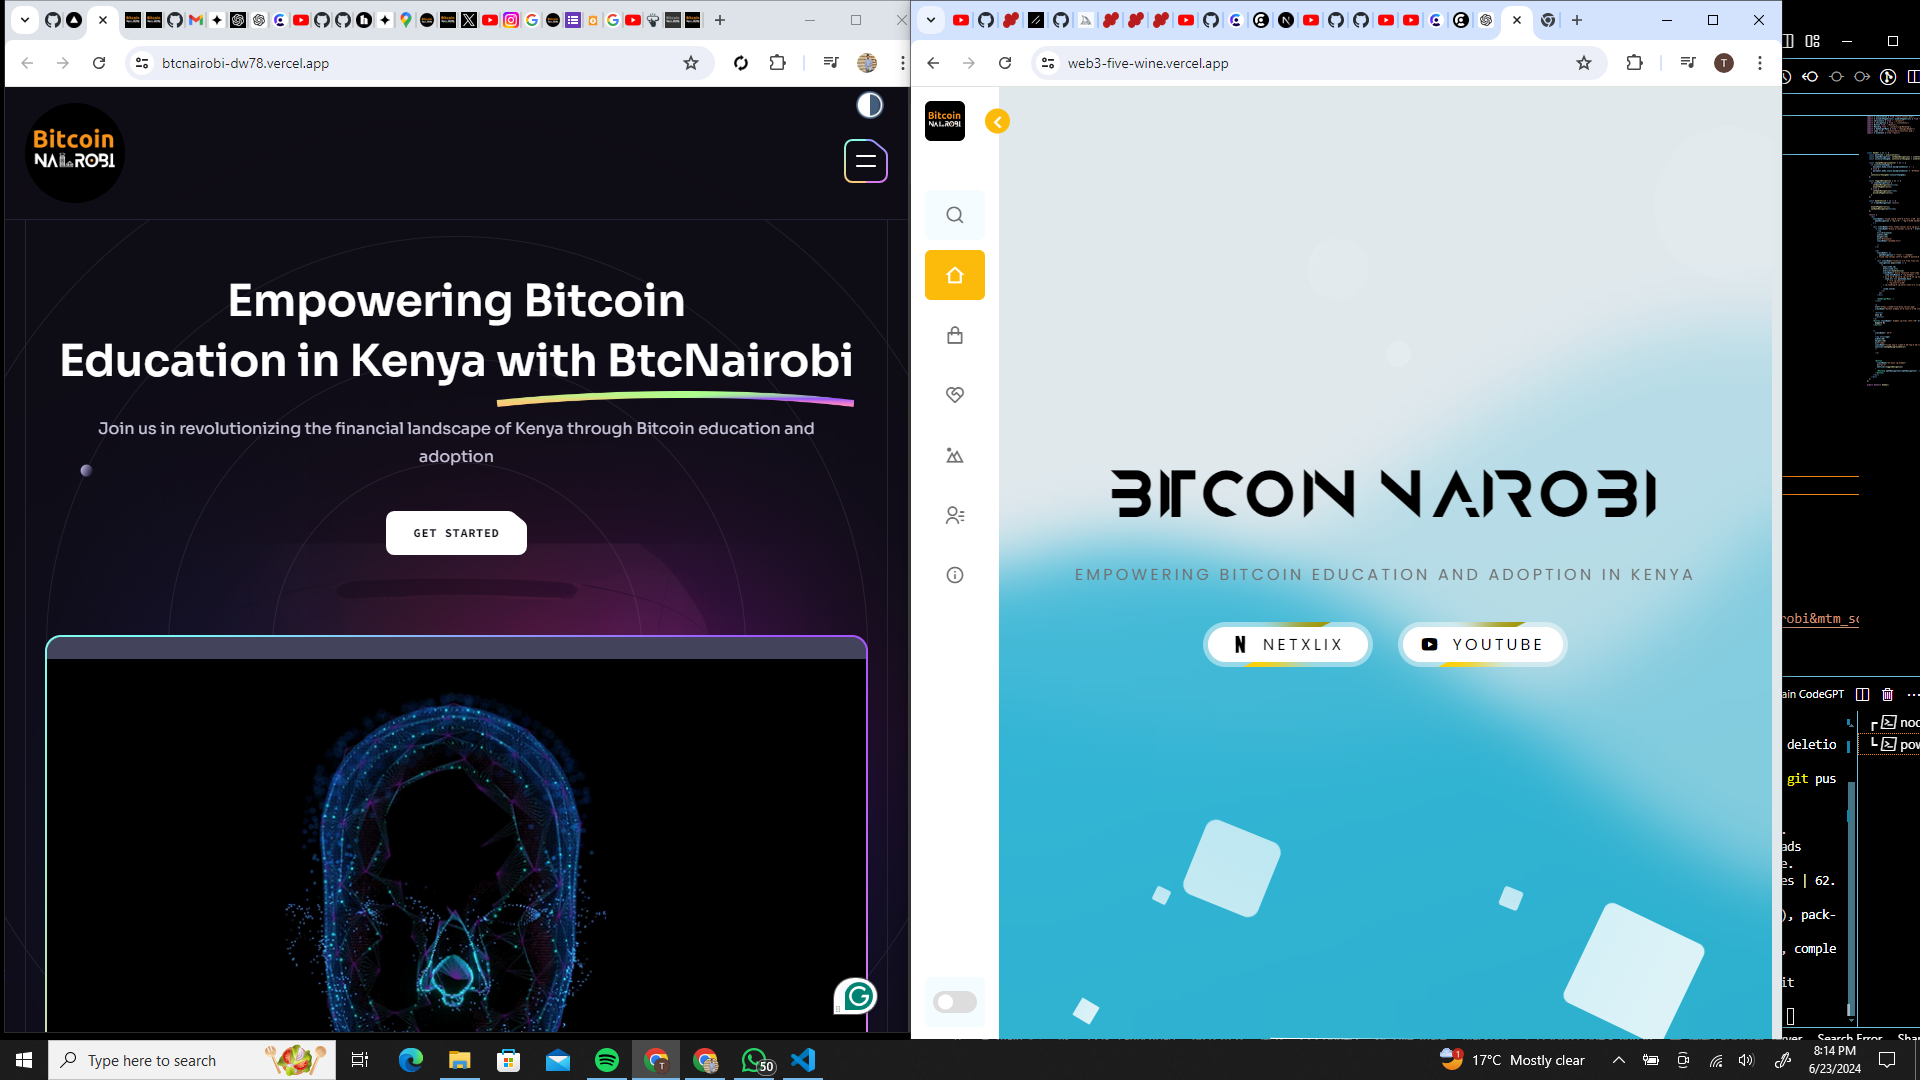 btcnairobi-dw78.vercel.app
Bitcoin
NAIROBI
Empowering Bitcoin
Education in Kenya with BtcNairobi
Join us in revolutionizing the financial landscape of Kenya through Bitcoin education and
adoption
GET STARTED
web3-five-wine.vercel.app
T
Bitcoin
NAIROBI
BITCOIN NAIROBI
EMPOWERING BITCOIN EDUCATION AND ADOPTION IN KENYA
NETXLIX
YOUTUBE
robi&mtm_sc
ain CodeGPT
deletio
git pus
ads
e.
es | 62.
), pack-
, comple
it
noc
pow
Search Error
Type here to search
T
50
1
17°C Mostly clear
8:14 PM
6/23/2024